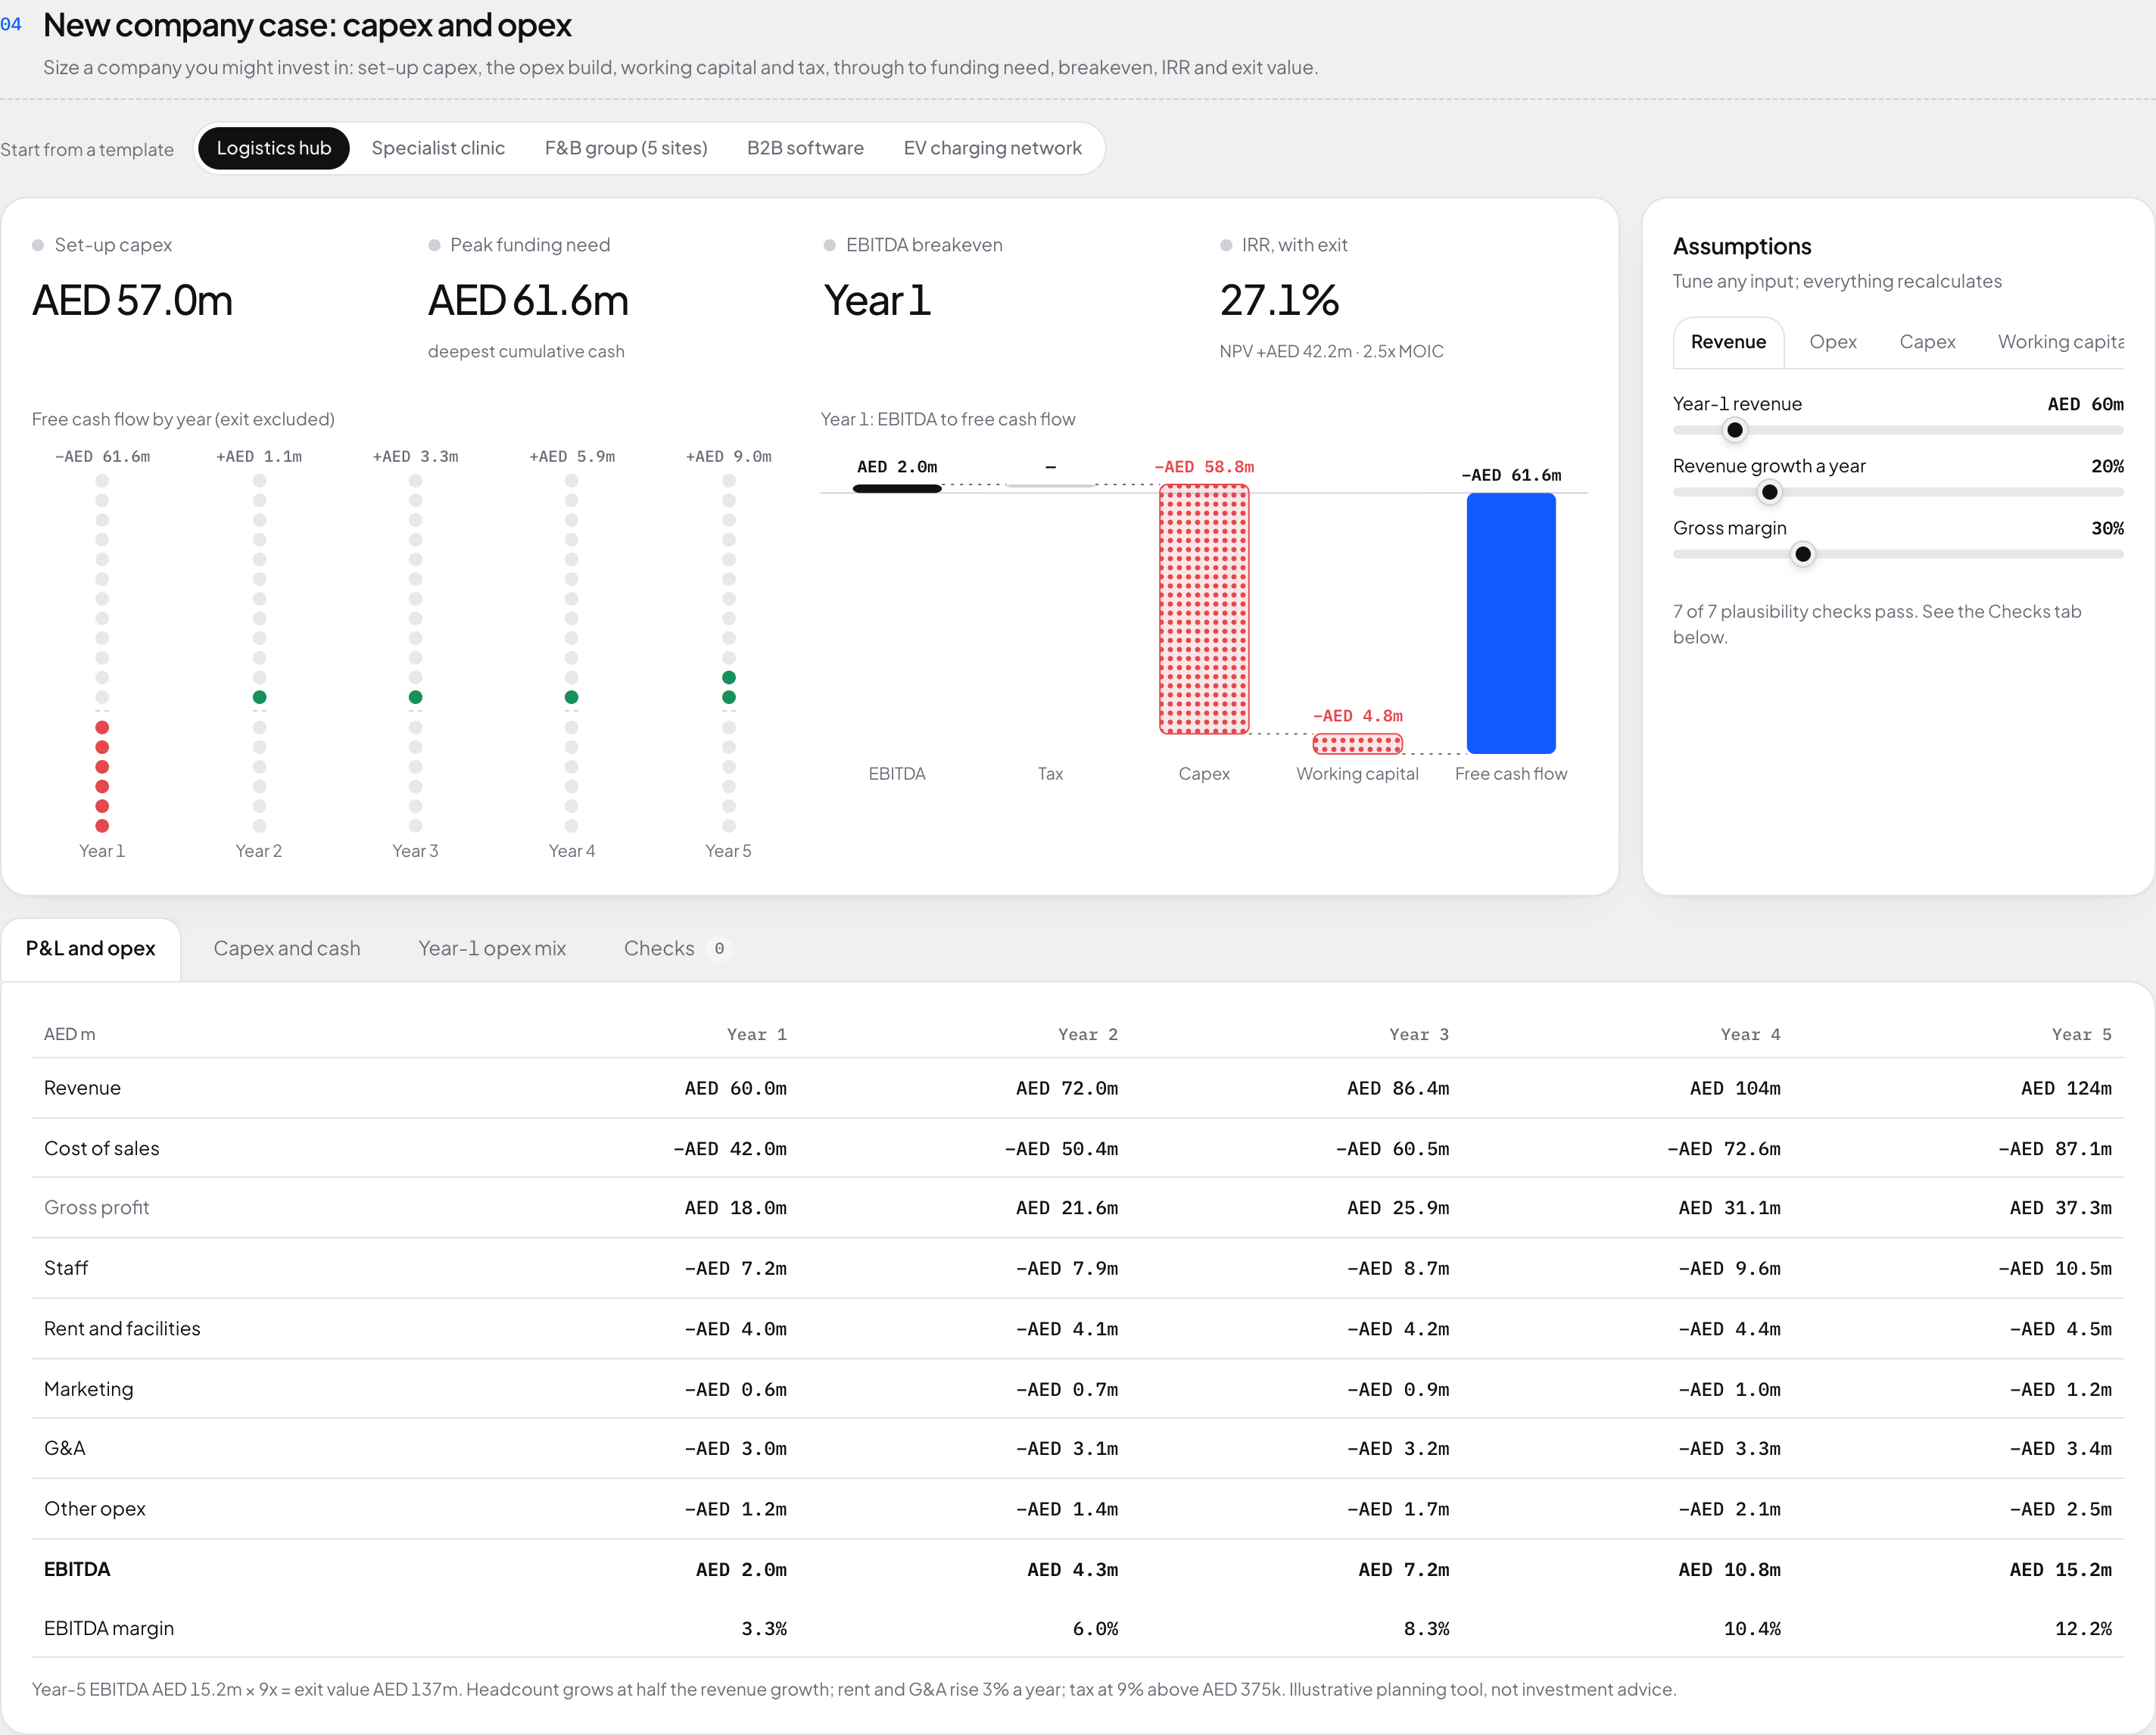 04 New company case: capex and opex
Size a company you might invest in: set-up capex, the opex build, working capital and tax, through to funding need, breakeven, IRR and exit value.
Start from a template Logistics hub Specialist clinic F&B group (5 sites) B2B software EV charging network
Set-up capex Peak funding need EBITDA breakeven IRR, with exit
AED 57.0m AED 61.6m Year 1 27.1%
deepest cumulative cash NPV +AED 42.2m · 2.5x MOIC
Free cash flow by year (exit excluded)
−AED 61.6m +AED 1.1m +AED 3.3m +AED 5.9m +AED 9.0m
Year 1 Year 2 Year 3 Year 4 Year 5
Year 1: EBITDA to free cash flow
AED 2.0m – −AED 58.8m −AED 4.8m −AED 61.6m
EBITDA Tax Capex Working capital Free cash flow
Assumptions
Tune any input; everything recalculates
Revenue Opex Capex Working capita
Year-1 revenue AED 60m
Revenue growth a year 20%
Gross margin 30%
7 of 7 plausibility checks pass. See the Checks tab
below.
P&L and opex Capex and cash Year-1 opex mix Checks 0
AED m Year 1 Year 2 Year 3 Year 4 Year 5
Revenue AED 60.0m AED 72.0m AED 86.4m AED 104m AED 124m
Cost of sales −AED 42.0m −AED 50.4m −AED 60.5m −AED 72.6m −AED 87.1m
Gross profit AED 18.0m AED 21.6m AED 25.9m AED 31.1m AED 37.3m
Staff −AED 7.2m −AED 7.9m −AED 8.7m −AED 9.6m −AED 10.5m
Rent and facilities −AED 4.0m −AED 4.1m −AED 4.2m −AED 4.4m −AED 4.5m
Marketing −AED 0.6m −AED 0.7m −AED 0.9m −AED 1.0m −AED 1.2m
G&A −AED 3.0m −AED 3.1m −AED 3.2m −AED 3.3m −AED 3.4m
Other opex −AED 1.2m −AED 1.4m −AED 1.7m −AED 2.1m −AED 2.5m
EBITDA AED 2.0m AED 4.3m AED 7.2m AED 10.8m AED 15.2m
EBITDA margin 3.3% 6.0% 8.3% 10.4% 12.2%
Year-5 EBITDA AED 15.2m × 9x = exit value AED 137m. Headcount grows at half the revenue growth; rent and G&A rise 3% a year; tax at 9% above AED 375k. Illustrative planning tool, not investment advice.